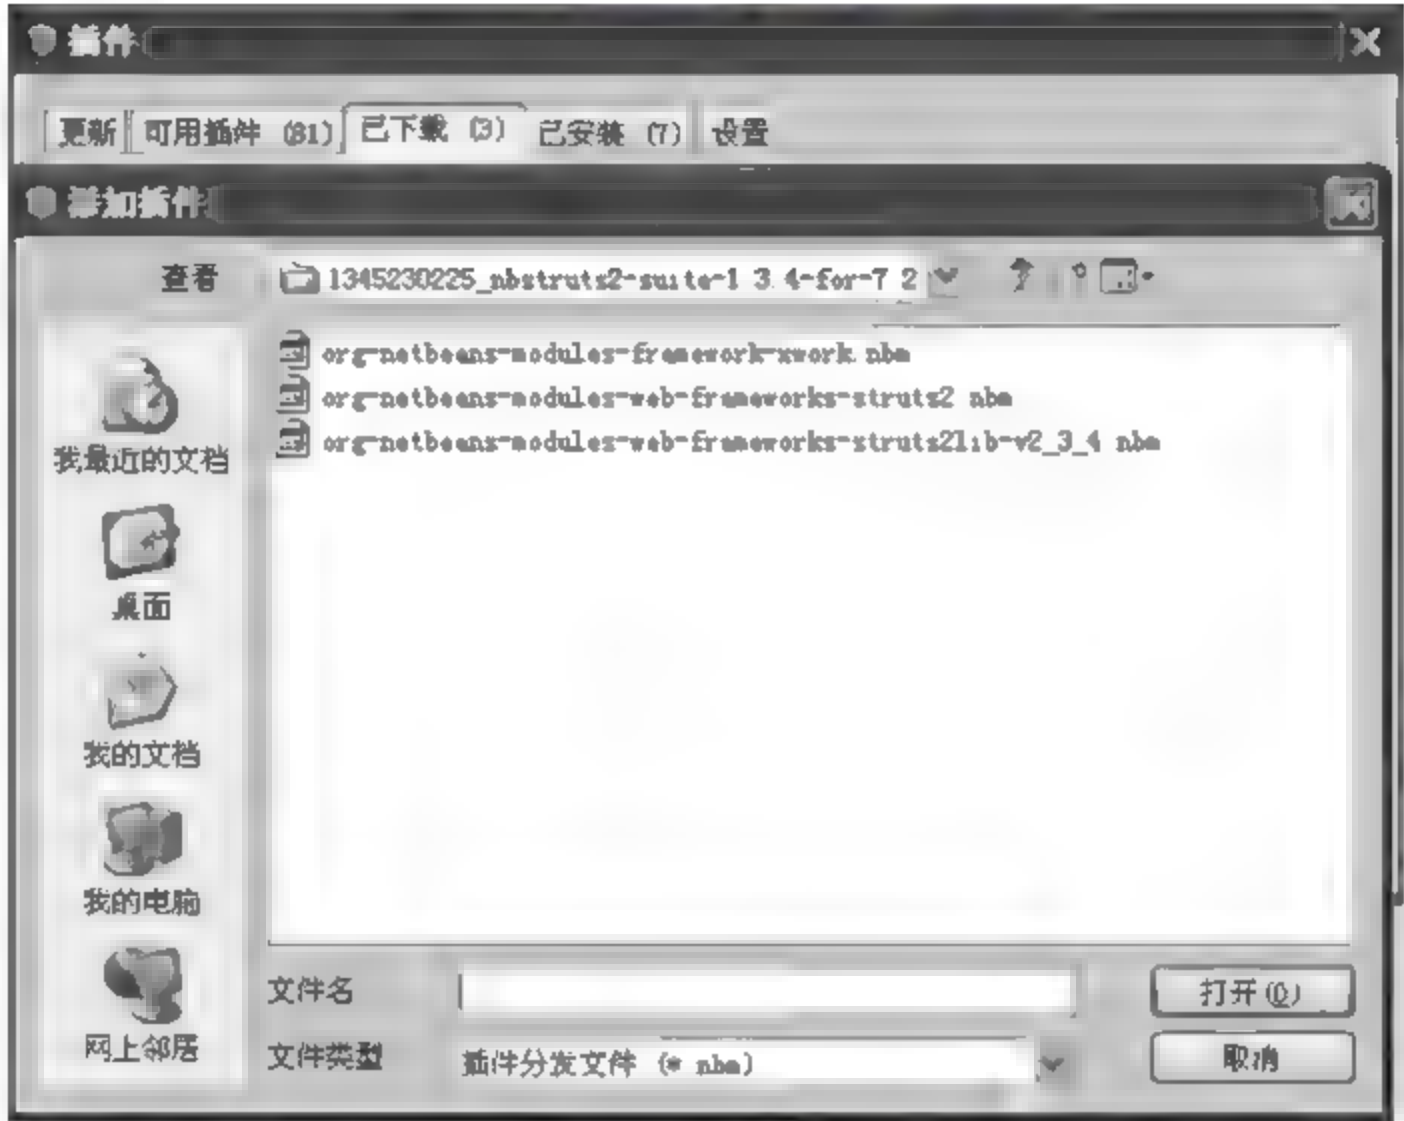 插件
更新 可用插件 (81) 已下载 (3) 已安装 (7) 设置
添加插件
查看 1345230225_nbstruts2-suite-1 3.4-for-7 2
org-netbeans-modules-framework-xwork.nbm
org-netbeans-modules-web-frameworks-struts2 nbm
org-netbeans-modules-web-frameworks-struts2lib-v2_3_4 nbm
我最近的文档
桌面
我的文档
我的电脑
网上邻居
文件名 打开(O)
文件类型 插件分发文件 (* nbm) 取消